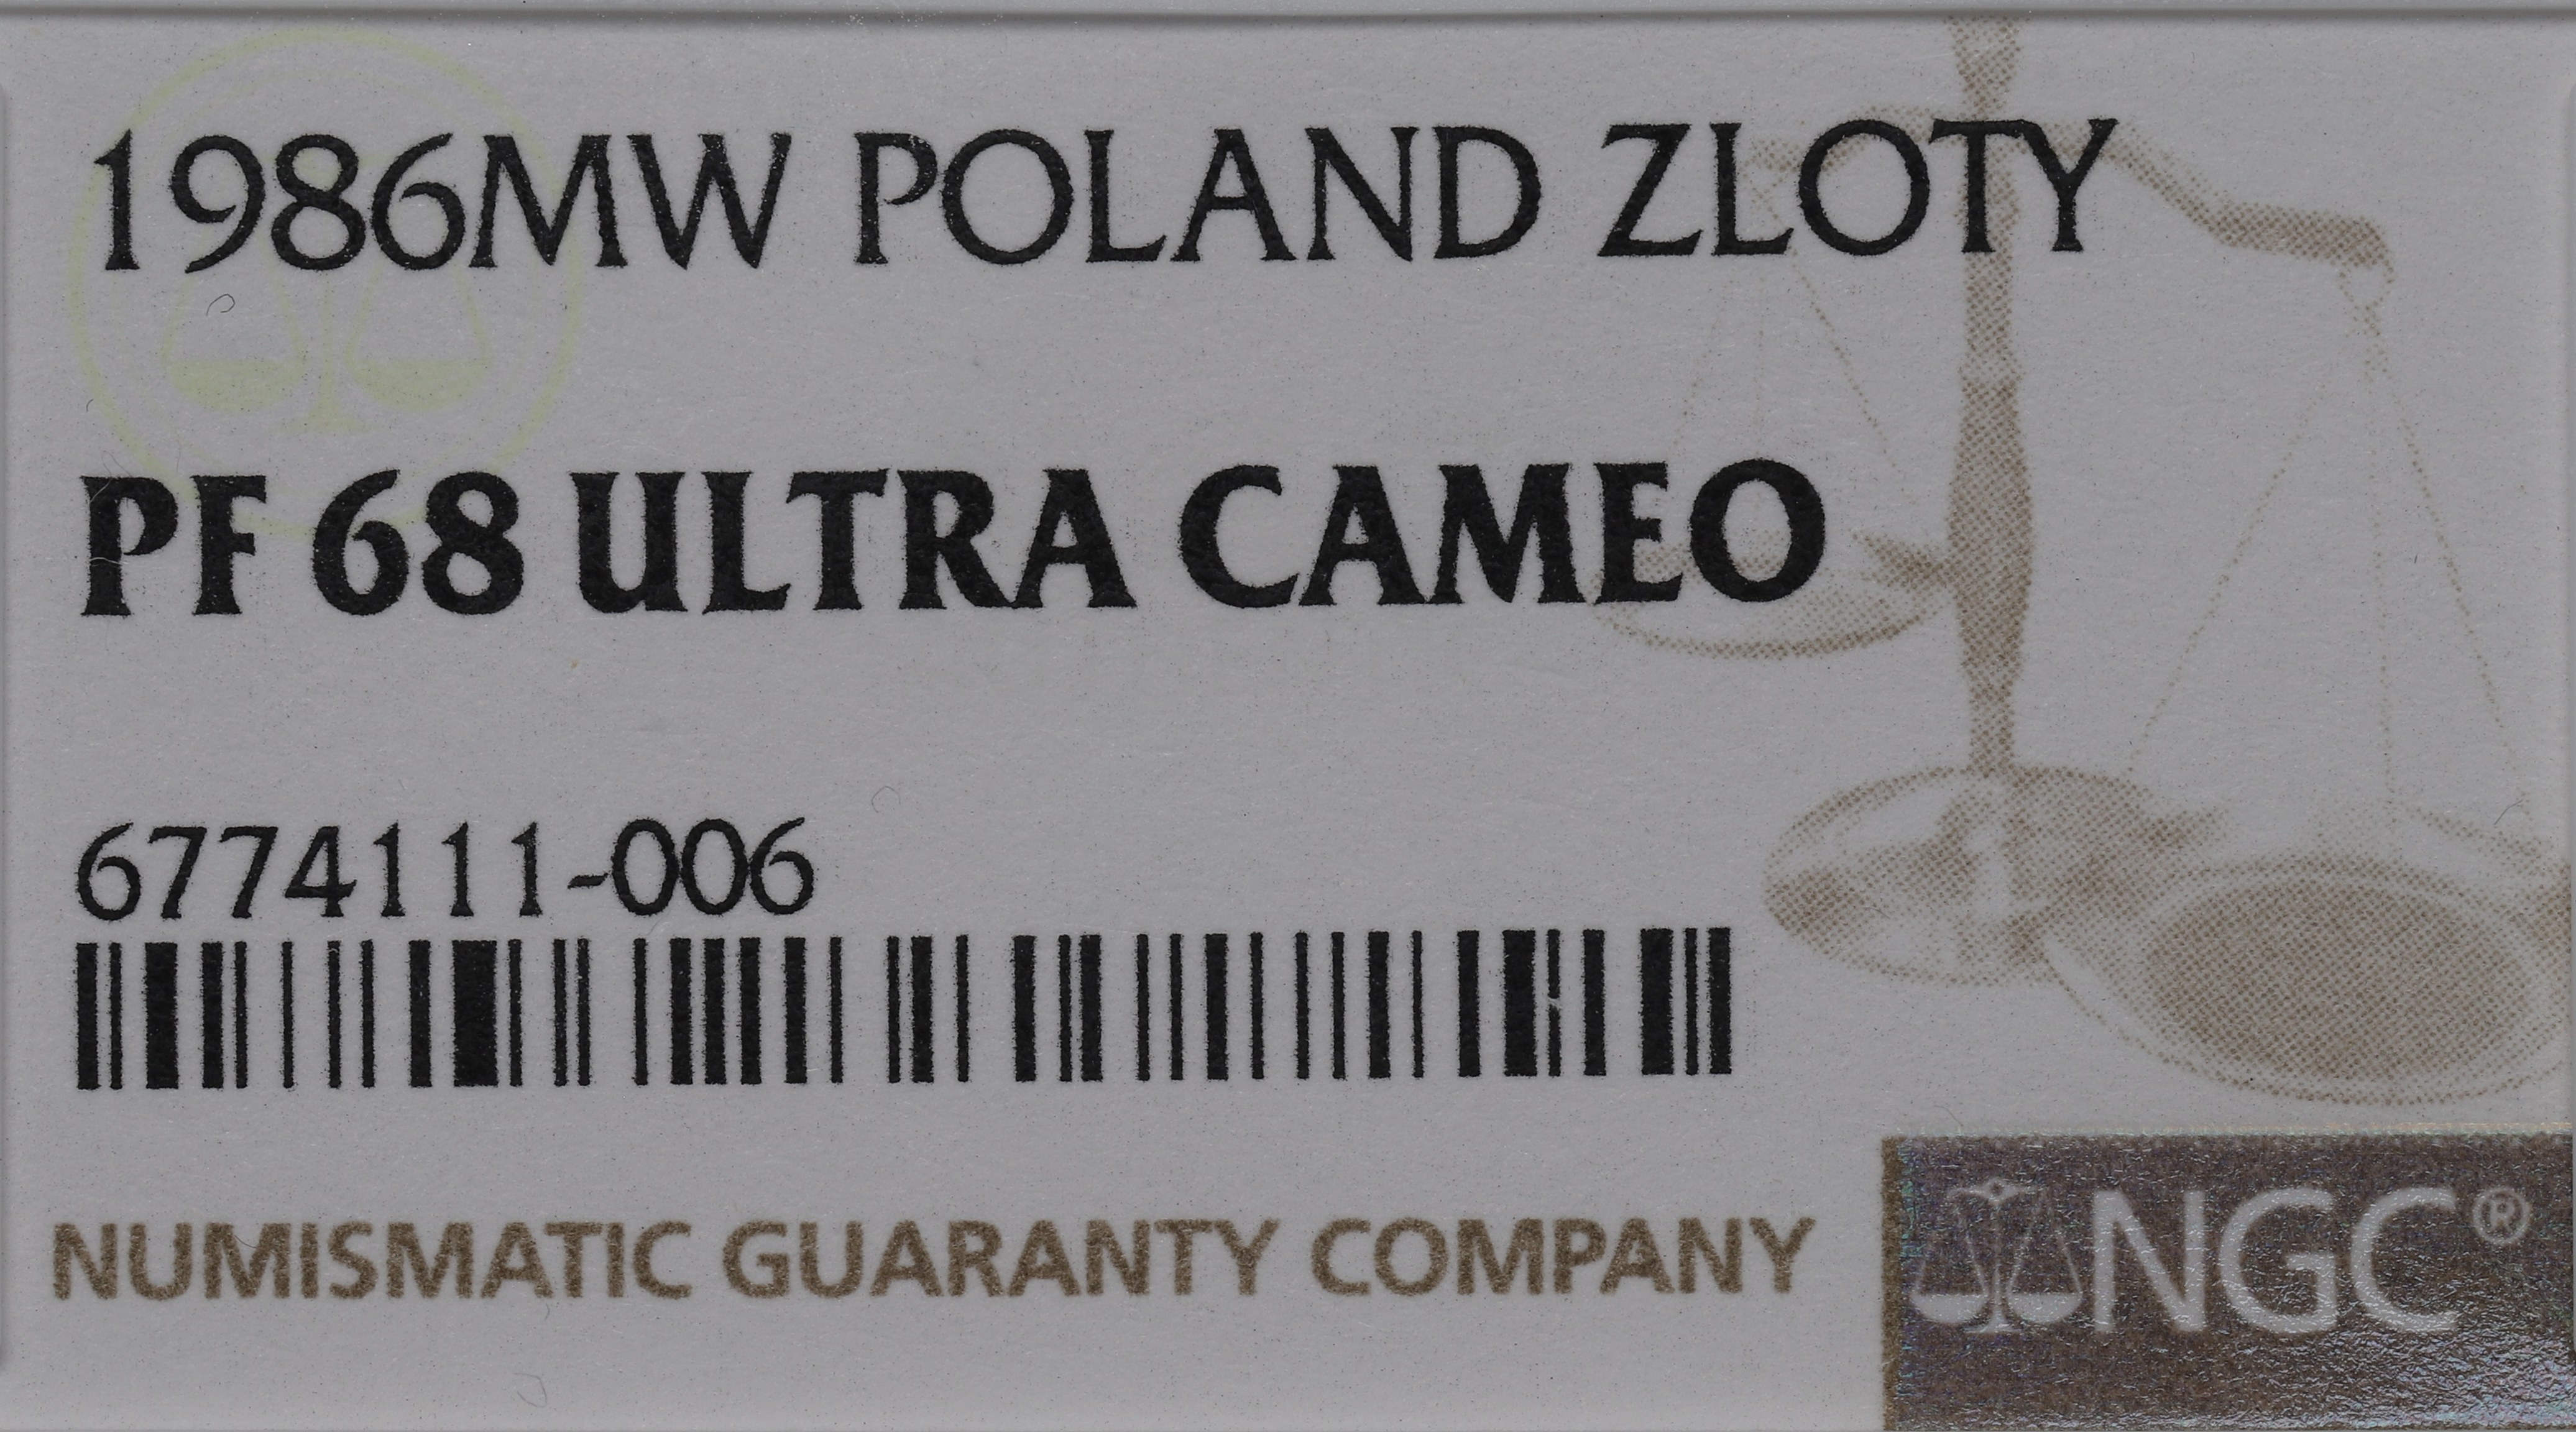 1986MW POLAND ZLOTY
PF 68 ULTRA CAMEO
6774111-006
NUMISMATIC GUARANTY COMPANY
NGC®